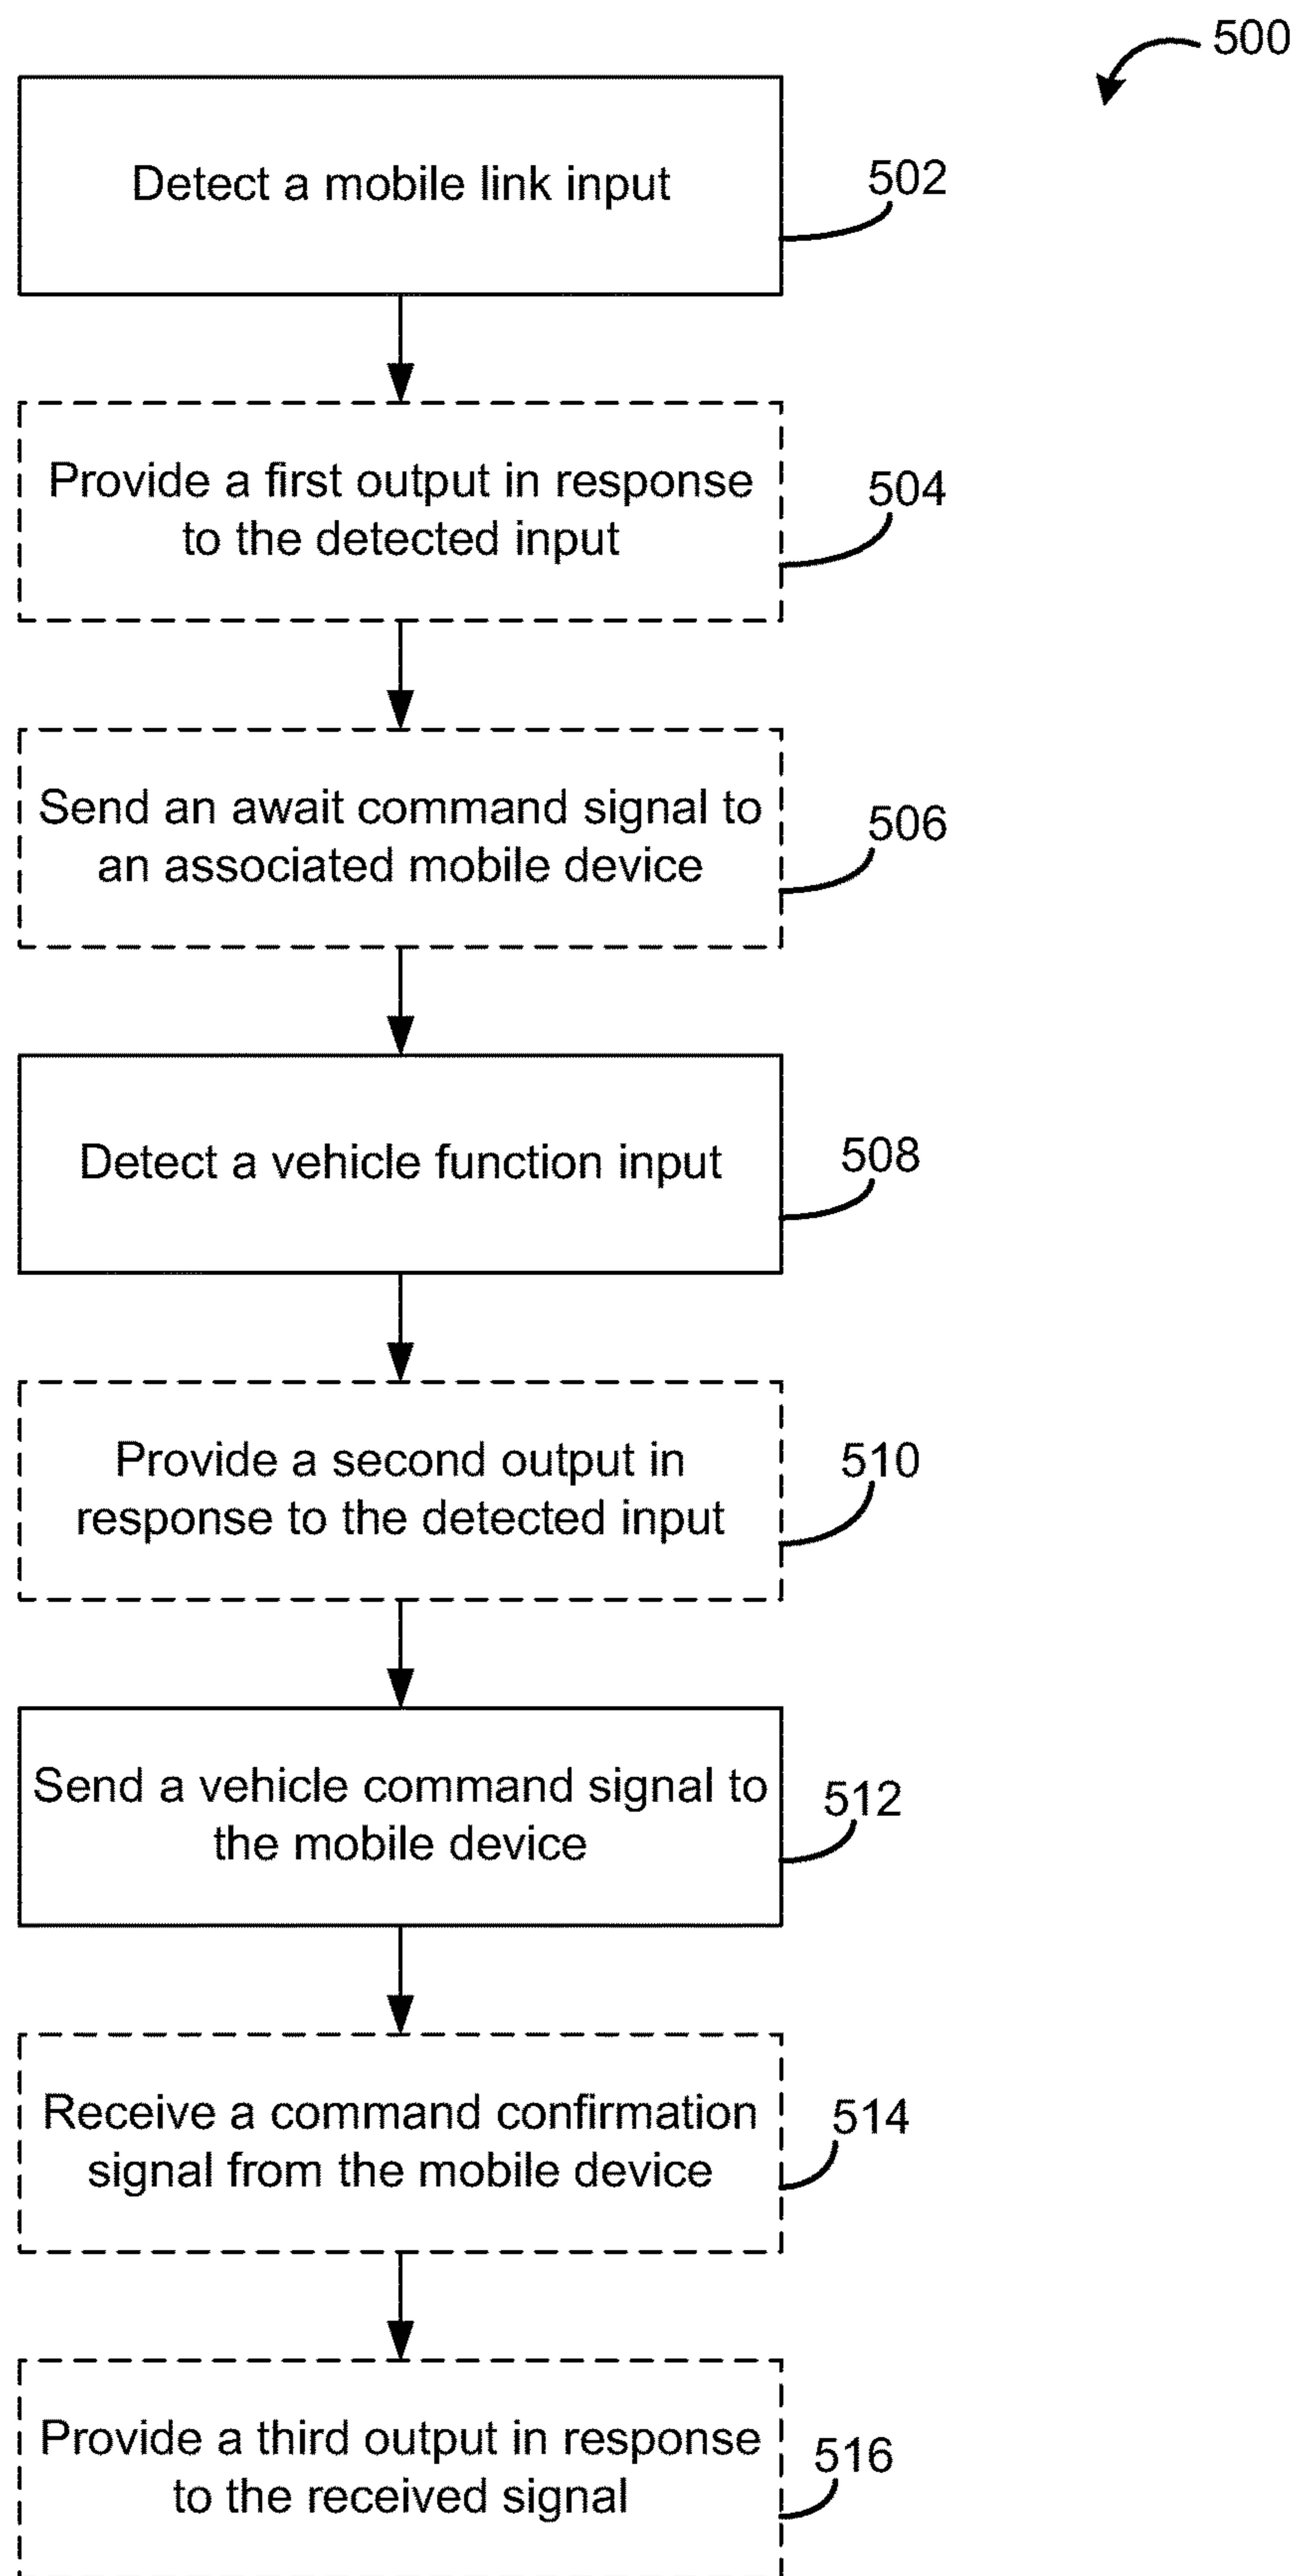 500
Detect a mobile link input
502
Provide a first output in response
to the detected input
504
Send an await command signal to
an associated mobile device
506
Detect a vehicle function input
508
Provide a second output in
response to the detected input
510
Send a vehicle command signal to
the mobile device
512
Receive a command confirmation
signal from the mobile device
514
Provide a third output in response
to the received signal
516